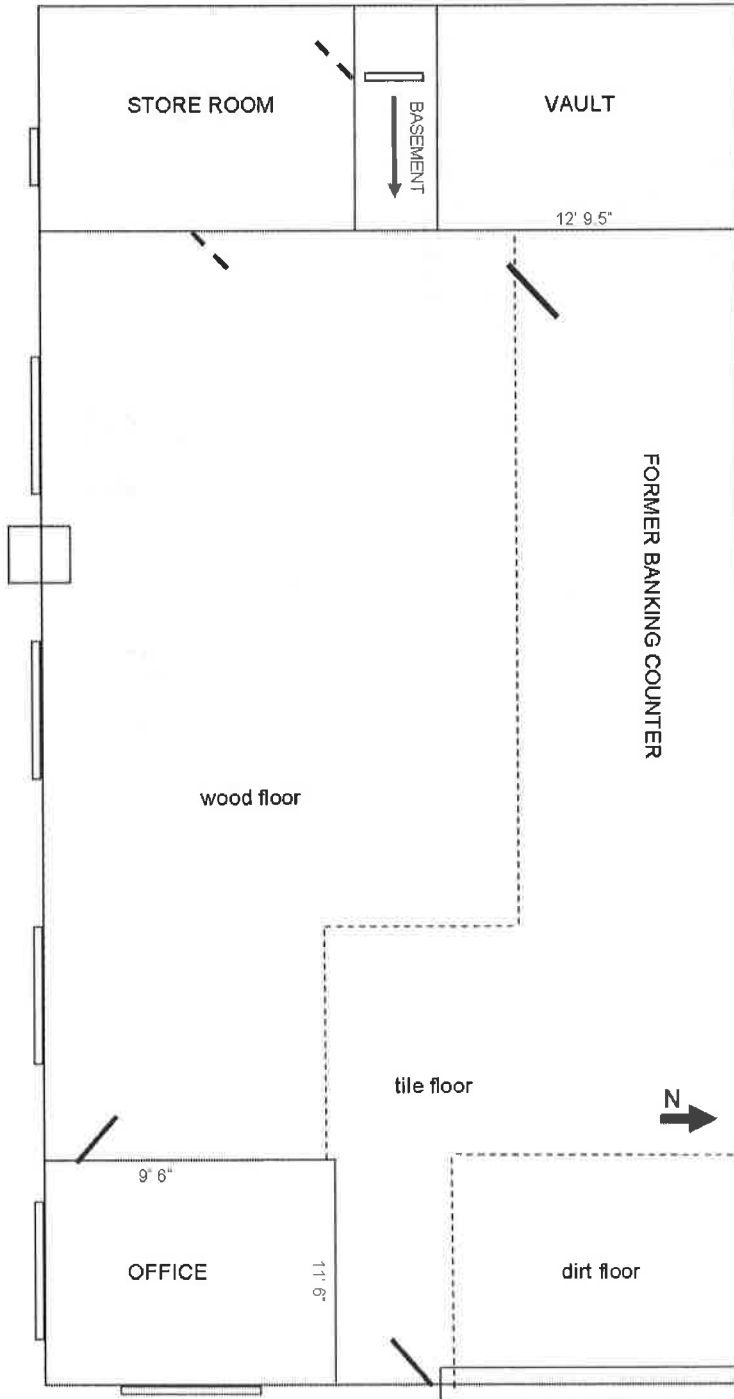 STORE ROOM
BASEMENT
VAULT
12' 9.5"
FORMER BANKING COUNTER
wood floor
tile floor
N
9' 6"
OFFICE
11' 6"
dirt floor